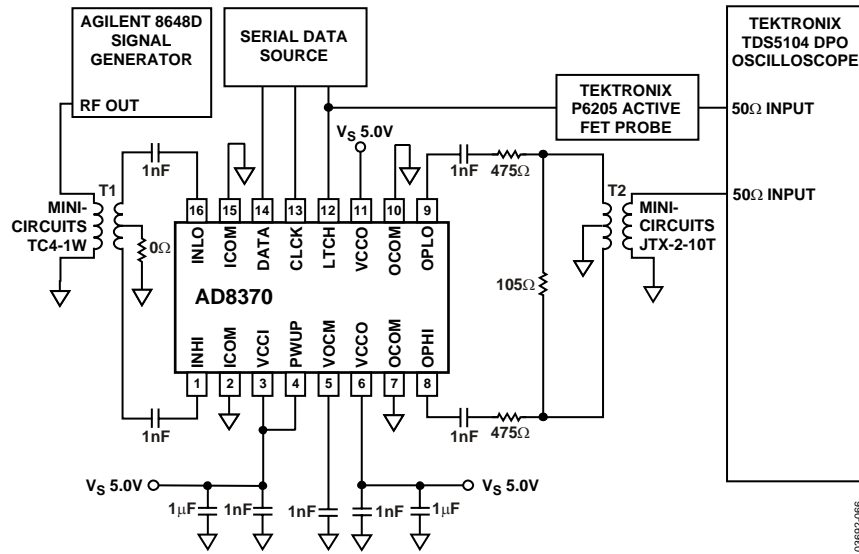 AGILENT 8648D
SIGNAL
GENERATOR
RF OUT
SERIAL DATA
SOURCE
TEKTRONIX
TDS5104 DPO
OSCILLOSCOPE
TEKTRONIX
P6205 ACTIVE
FET PROBE
50Ω INPUT
50Ω INPUT
VS 5.0V
1nF
1nF
475Ω
T1
T2
MINI-
CIRCUITS
TC4-1W
0Ω
MINI-
CIRCUITS
JTX-2-10T
16 15 14 13 12 11 10 9
INLO ICOM DATA CLCK LTCH VCCO OCOM OPLO
AD8370
105Ω
INHI ICOM VCCI PWUP VOCM VCCO OCOM OPHI
1 2 3 4 5 6 7 8
1nF
1nF
475Ω
VS 5.0V
VS 5.0V
1μF
1nF
1nF
1nF
1μF
03692-066